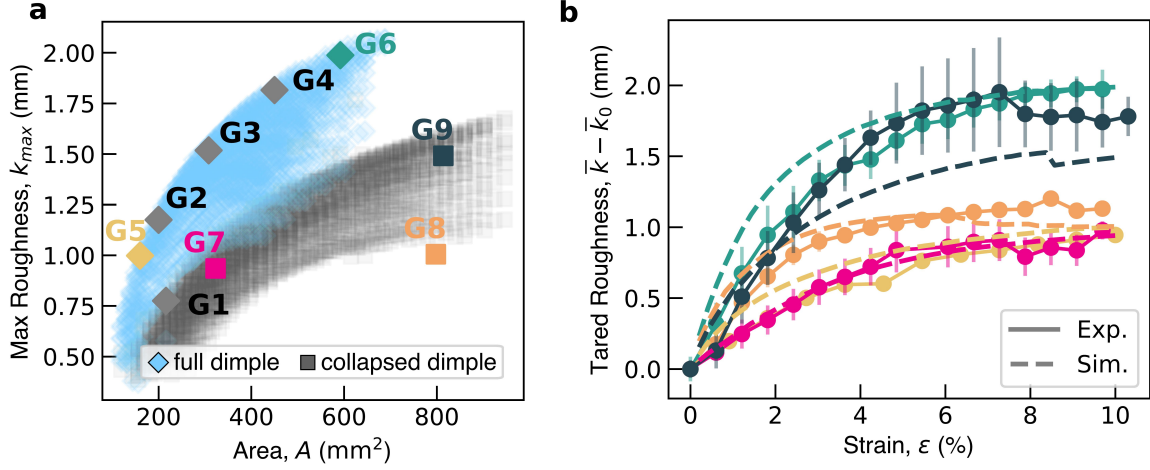 a
Max Roughness, kmax (mm)
2.00
1.75
1.50
1.25
1.00
0.75
0.50
G6
G4
G3
G9
G2
G5
G7
G8
G1
full dimple
collapsed dimple
200
400
600
800
Area, A (mm²)
b
Tared Roughness, k̅ − k̅₀ (mm)
2.0
1.5
1.0
0.5
0.0
Exp.
Sim.
0
2
4
6
8
10
Strain, ε (%)